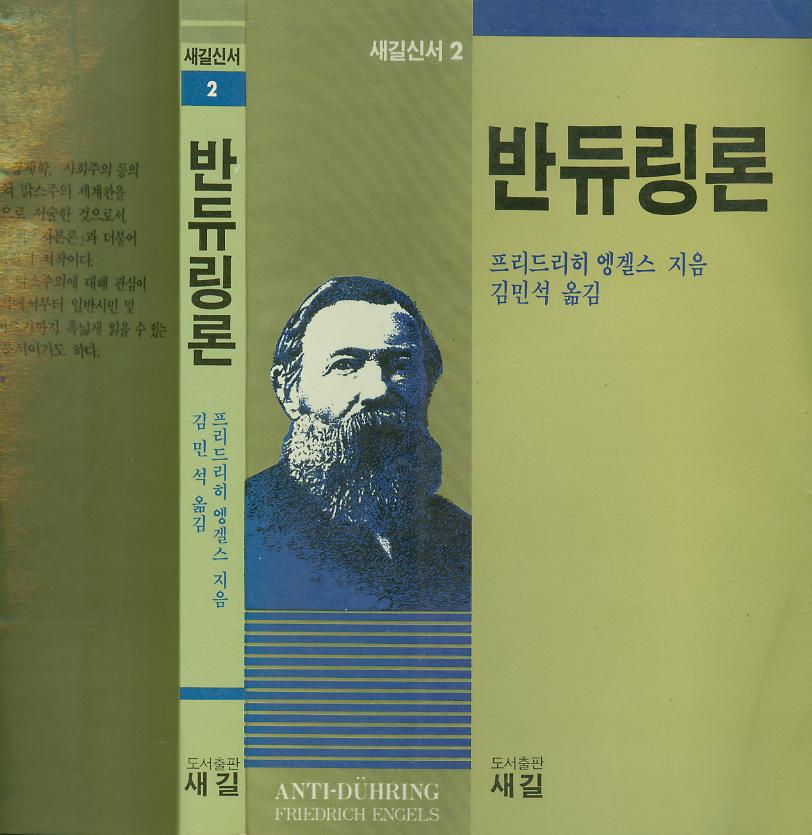 경제학, 사회주의 등의
맑스주의 세계관을
으로 서술한 것으로서,
자본론』과 더불어
저작이다.
맑스주의에 대해 관심이
에서부터 일반시민 및
기까지 폭넓게 읽을 수 있는
이기도 하다.
새길신서
2
반듀링론
프리드리히 엥겔스 지음
김민석 옮김
도서출판
새길
새길신서 2
ANTI-DÜHRING
FRIEDRICH ENGELS
반듀링론
프리드리히 엥겔스 지음
김민석 옮김
도서출판
새길